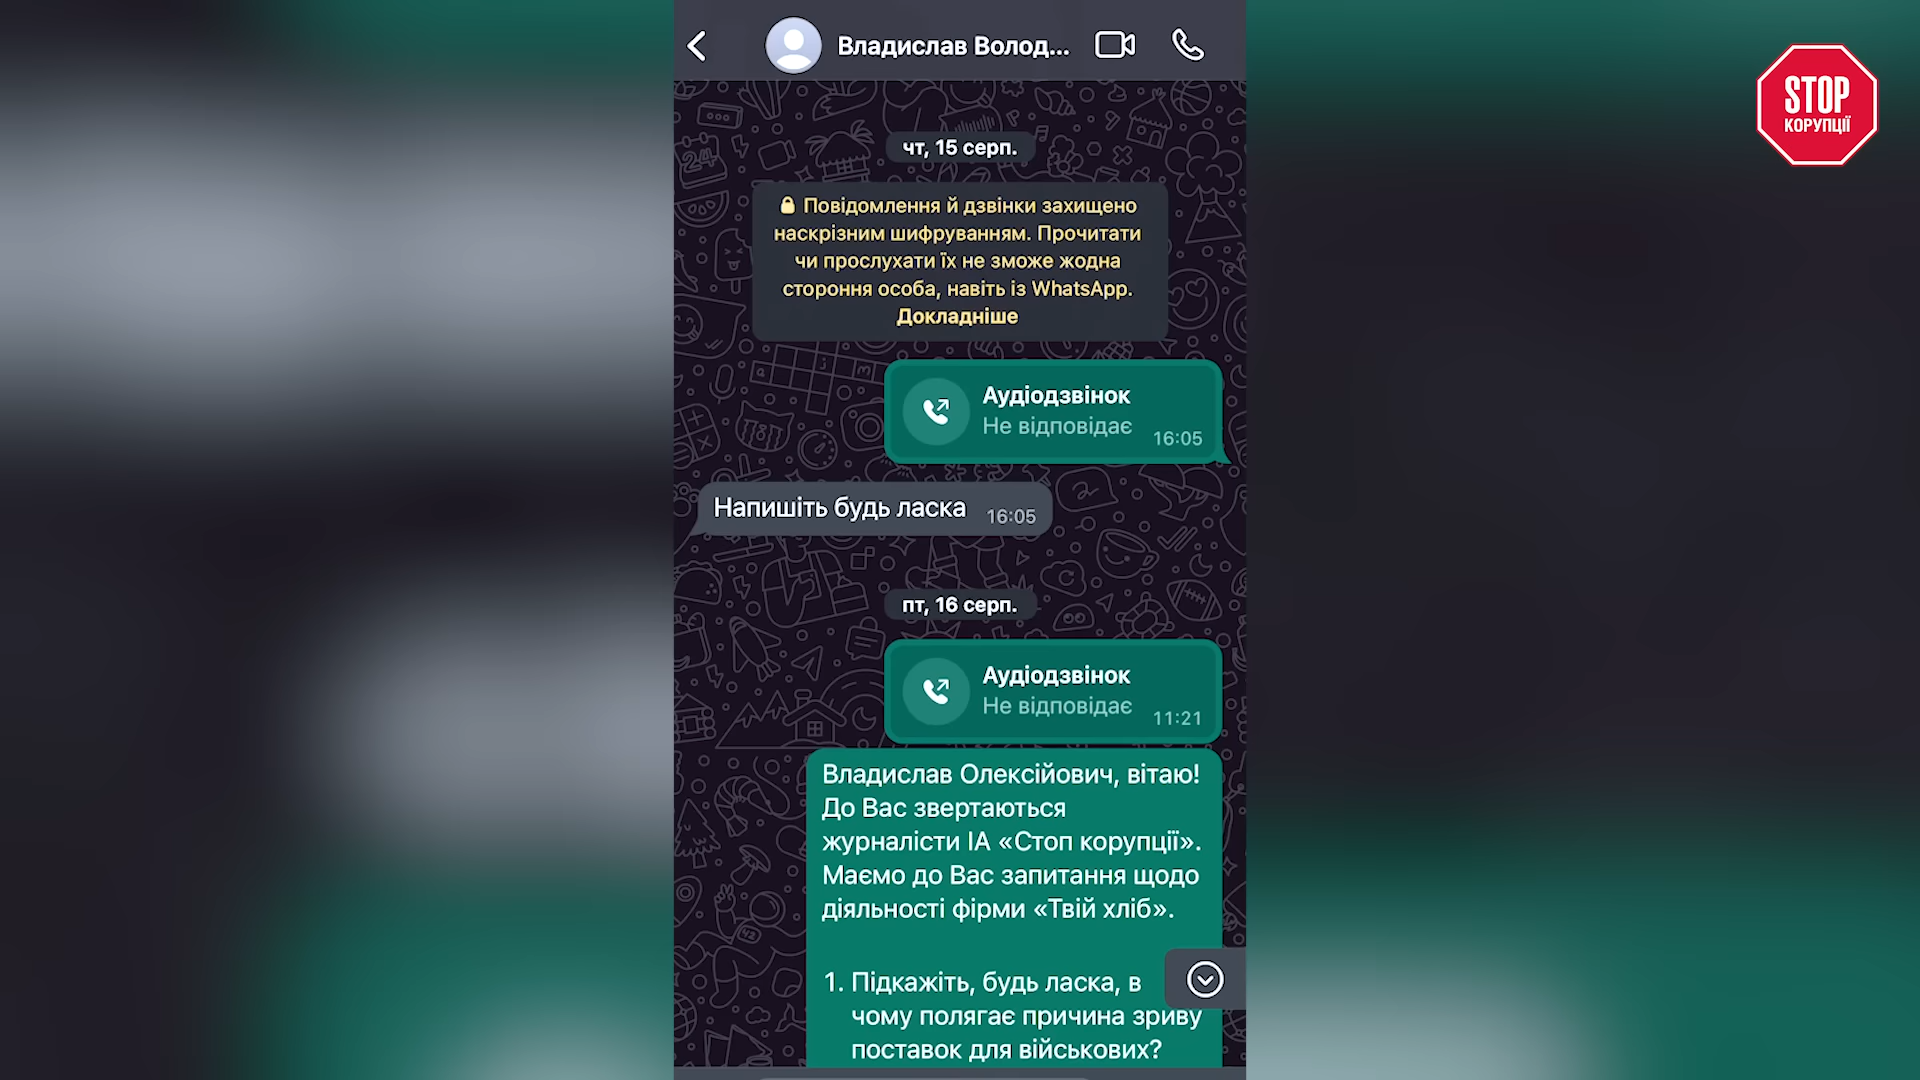 Владислав Волод...
STOP
КОРУПЦІЇ
чт, 15 серп.
Повідомлення й дзвінки захищено
наскрізним шифруванням. Прочитати
чи прослухати їх не зможе жодна
стороння особа, навіть із WhatsApp.
Докладніше
Аудіодзвінок
Не відповідає
16:05
Напишіть будь ласка 16:05
пт, 16 серп.
Аудіодзвінок
Не відповідає
11:21
Владислав Олексійович, вітаю!
До Вас звертаються
журналісти ІА «Стоп корупції».
Маємо до Вас запитання щодо
діяльності фірми «Твій хліб».
1. Підкажіть, будь ласка, в
чому полягає причина зриву
поставок для військових?